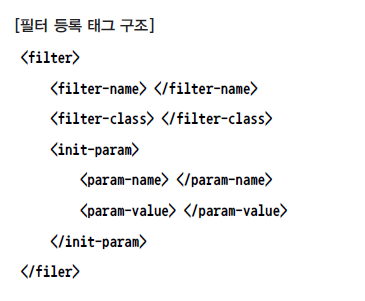 [필터 등록 태그 구조]
<filter>
<filter-name> </filter-name>
<filter-class> </filter-class>
<init-param>
<param-name> </param-name>
<param-value> </param-value>
</init-param>
</filer>